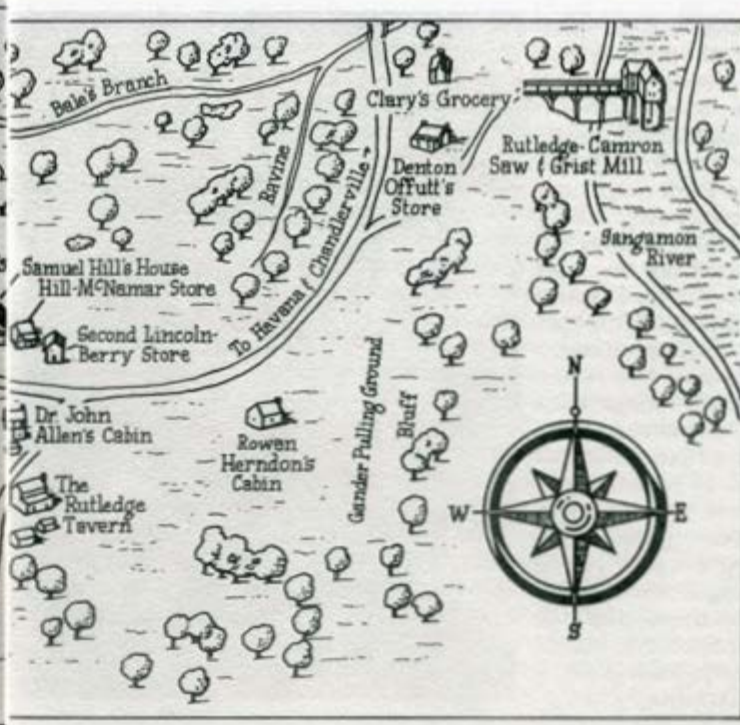 Bale's Branch
Clary's Grocery
Rutledge-Camron
Saw & Grist Mill
Denton
Offutt's
Store
Ravine
To Havana & Chandlerville
Sangamon
River
Samuel Hill's House
Hill-McNamar Store
Second Lincoln-
Berry Store
Dr. John
Allen's Cabin
Rowan
Herndon's
Cabin
Gander Pulling Ground
Bluff
The
Rutledge
Tavern
N
W
E
S